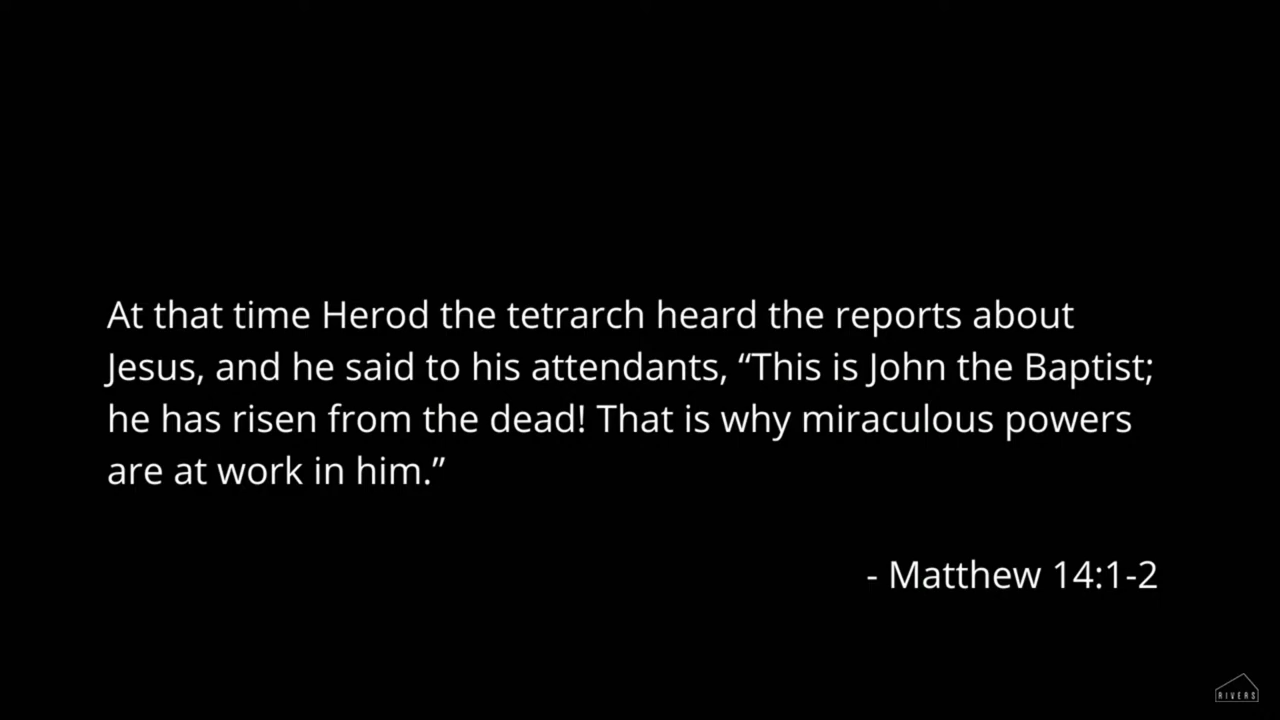 At that time Herod the tetrarch heard the reports about
Jesus, and he said to his attendants, “This is John the Baptist;
he has risen from the dead! That is why miraculous powers
are at work in him.”
- Matthew 14:1-2
RIVERS